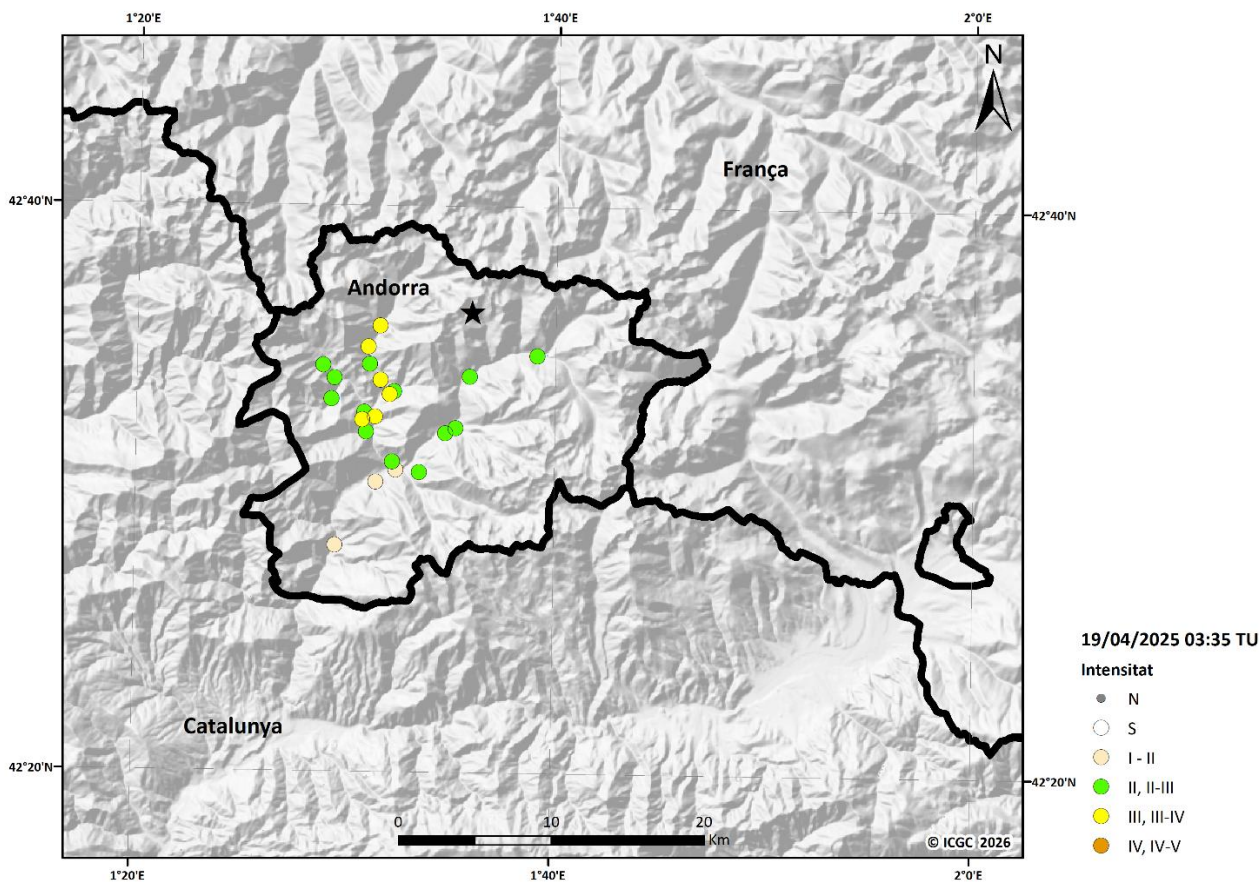 1°20'E
1°40'E
2°0'E
N
França
42°40'N
42°40'N
Andorra
19/04/2025 03:35 TU
Intensitat
N
S
I - II
II, II-III
III, III-IV
IV, IV-V
Catalunya
42°20'N
42°20'N
0
10
20
Km
© ICGC 2026
1°20'E
1°40'E
2°0'E